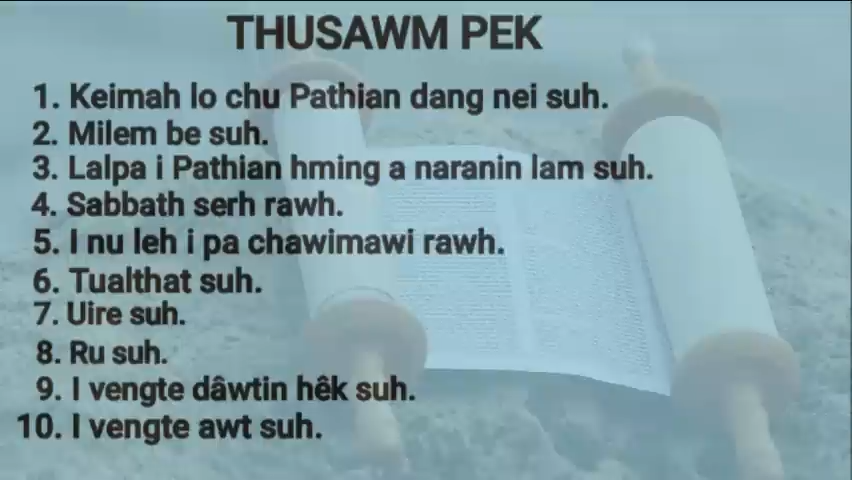 THUSAWM PEK
1. Keimah lo chu Pathian dang nei suh.
2. Milem be suh.
3. Lalpa i Pathian hming a naranin lam suh.
4. Sabbath serh rawh.
5. I nu leh i pa chawimawi rawh.
6. Tualthat suh.
7. Uire suh.
8. Ru suh.
9. I vengte dâwtin hêk suh.
10. I vengte awt suh.